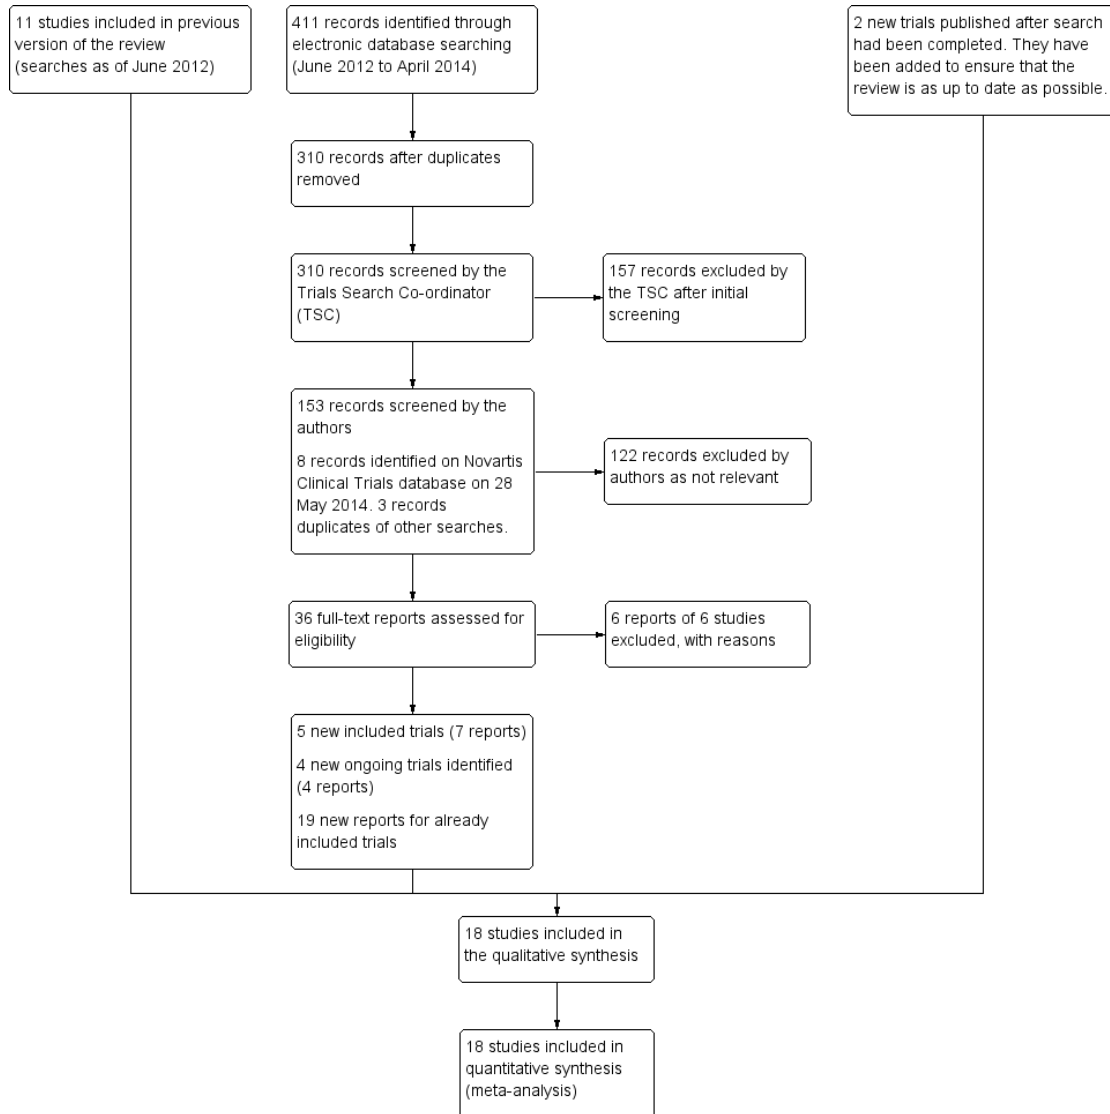 11 studies included in previous
version of the review
(searches as of June 2012)
411 records identified through
electronic database searching
(June 2012 to April 2014)
2 new trials published after search
had been completed. They have
been added to ensure that the
review is as up to date as possible.
310 records after duplicates
removed
310 records screened by the
Trials Search Co-ordinator
(TSC)
157 records excluded by
the TSC after initial
screening
153 records screened by the
authors
8 records identified on Novartis
Clinical Trials database on 28
May 2014. 3 records
duplicates of other searches.
122 records excluded by
authors as not relevant
36 full-text reports assessed for
eligibility
6 reports of 6 studies
excluded, with reasons
5 new included trials (7 reports)
4 new ongoing trials identified
(4 reports)
19 new reports for already
included trials
18 studies included in
the qualitative synthesis
18 studies included in
quantitative synthesis
(meta-analysis)